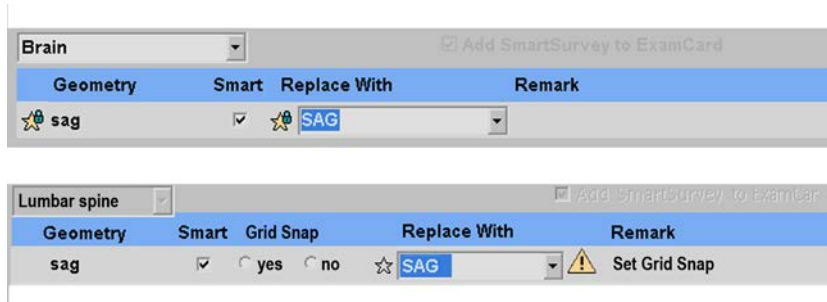 Brain Add SmartSurvey to ExamCard
Geometry Smart Replace With Remark
sag SAG
Lumbar spine Add SmartSurvey to ExamCar
Geometry Smart Grid Snap Replace With Remark
sag yes no SAG Set Grid Snap